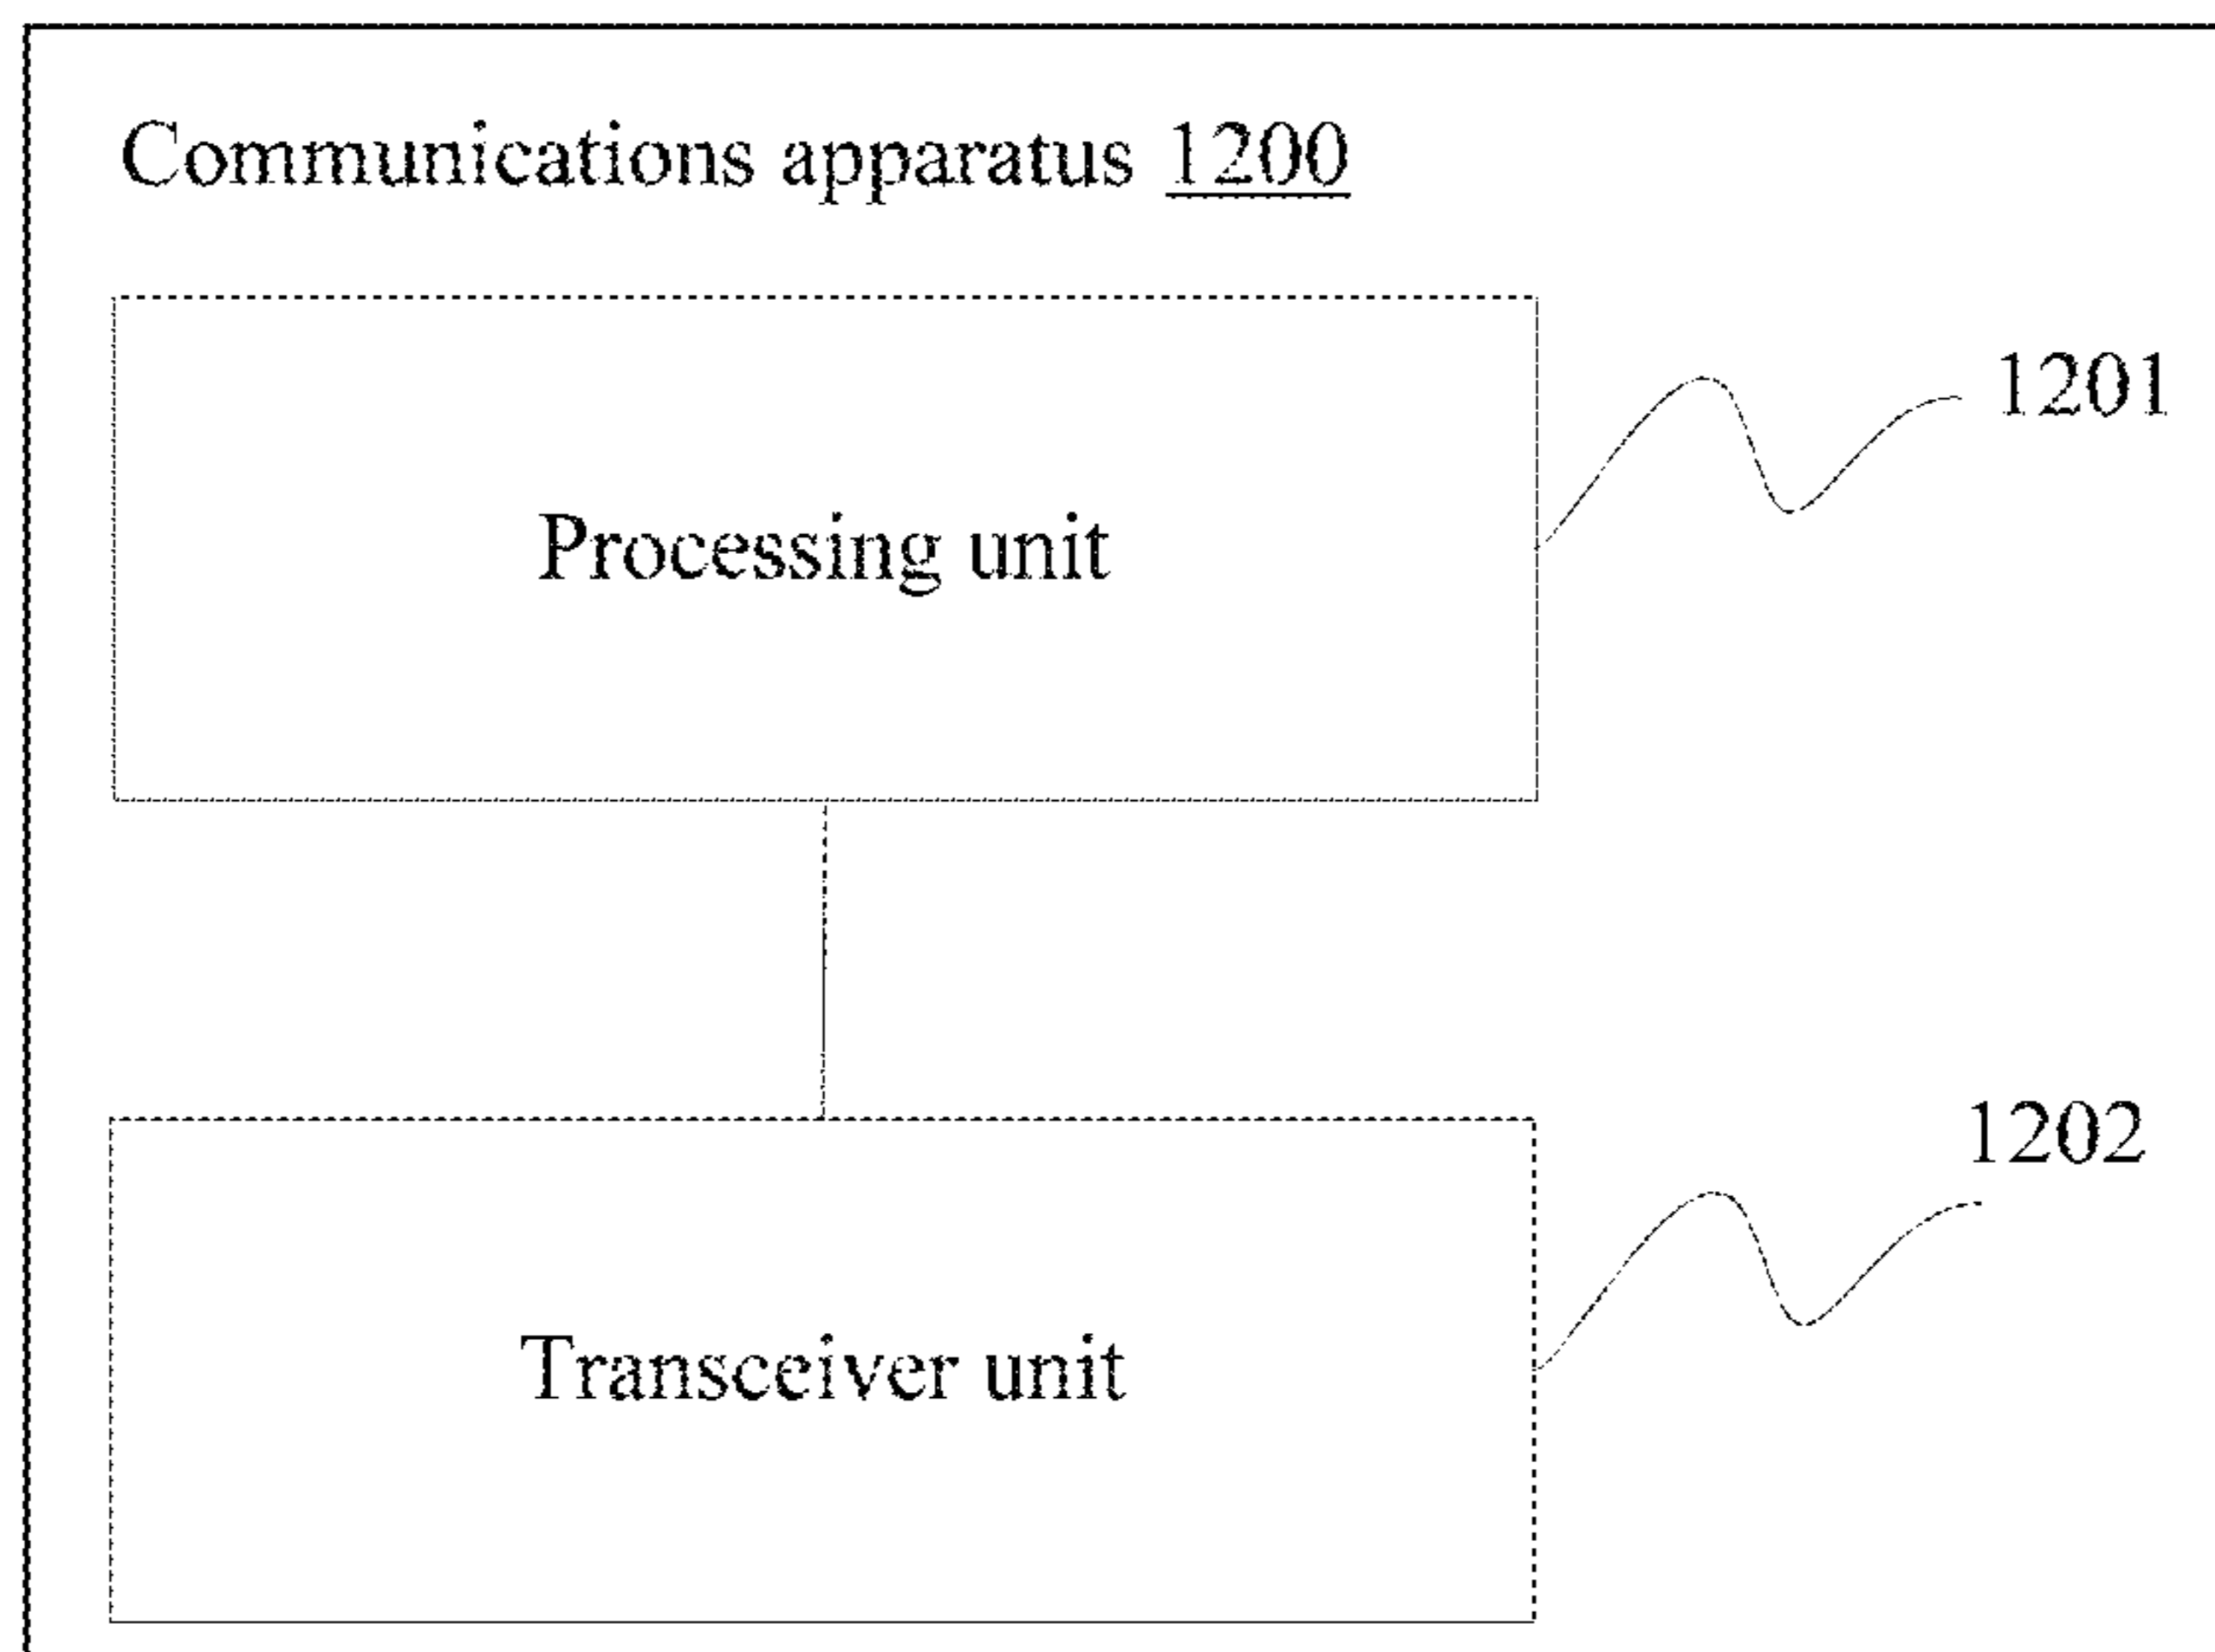 Communications apparatus 1200
1201
Processing unit
1202
Transceiver unit